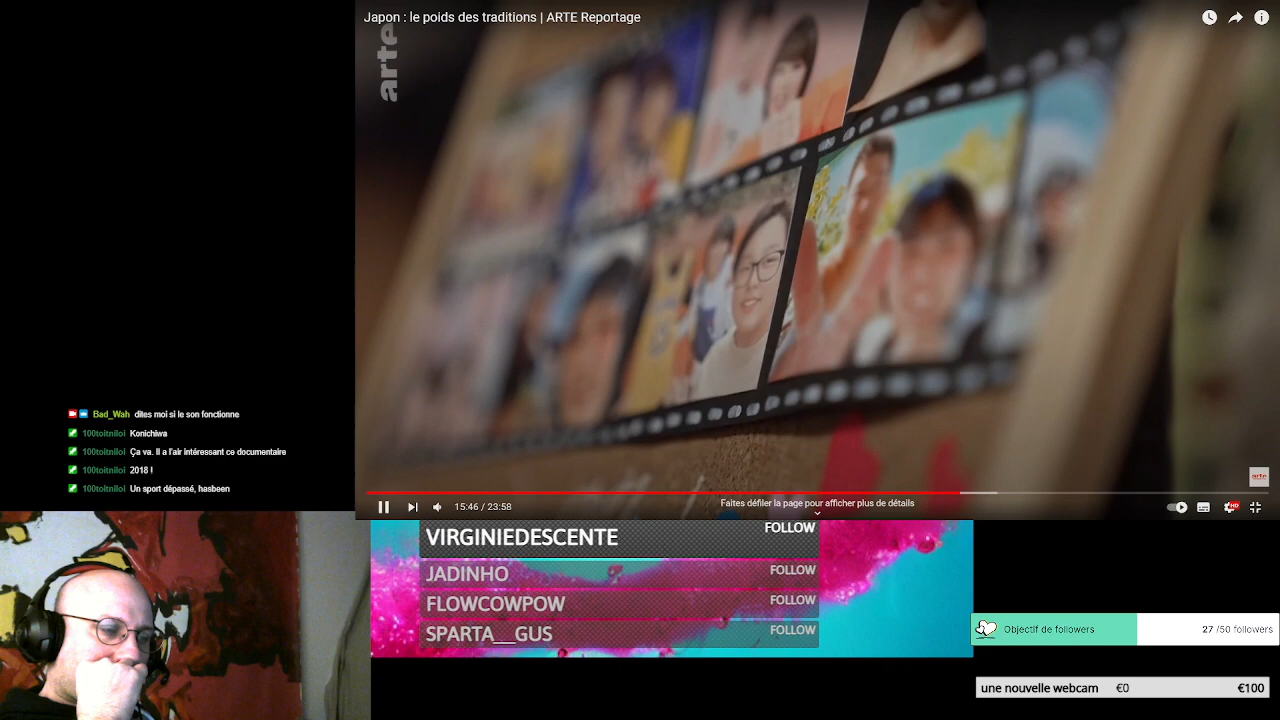 Japon : le poids des traditions | ARTE Reportage
arte
Bad_Wah dites moi si le son fonctionne
100toitniloi Konichiwa
100toitniloi Ça va. Il a l'air intéressant ce documentaire
100toitniloi 2018 !
100toitniloi Un sport dépassé, hasbeen
arte
15:46 / 23:58
Faites défiler la page pour afficher plus de détails
HD
VIRGINIEDESCENTE FOLLOW
JADINHO FOLLOW
FLOWCOWPOW FOLLOW
SPARTA__GUS FOLLOW
Objectif de followers 27 /50 followers
une nouvelle webcam €0 €100